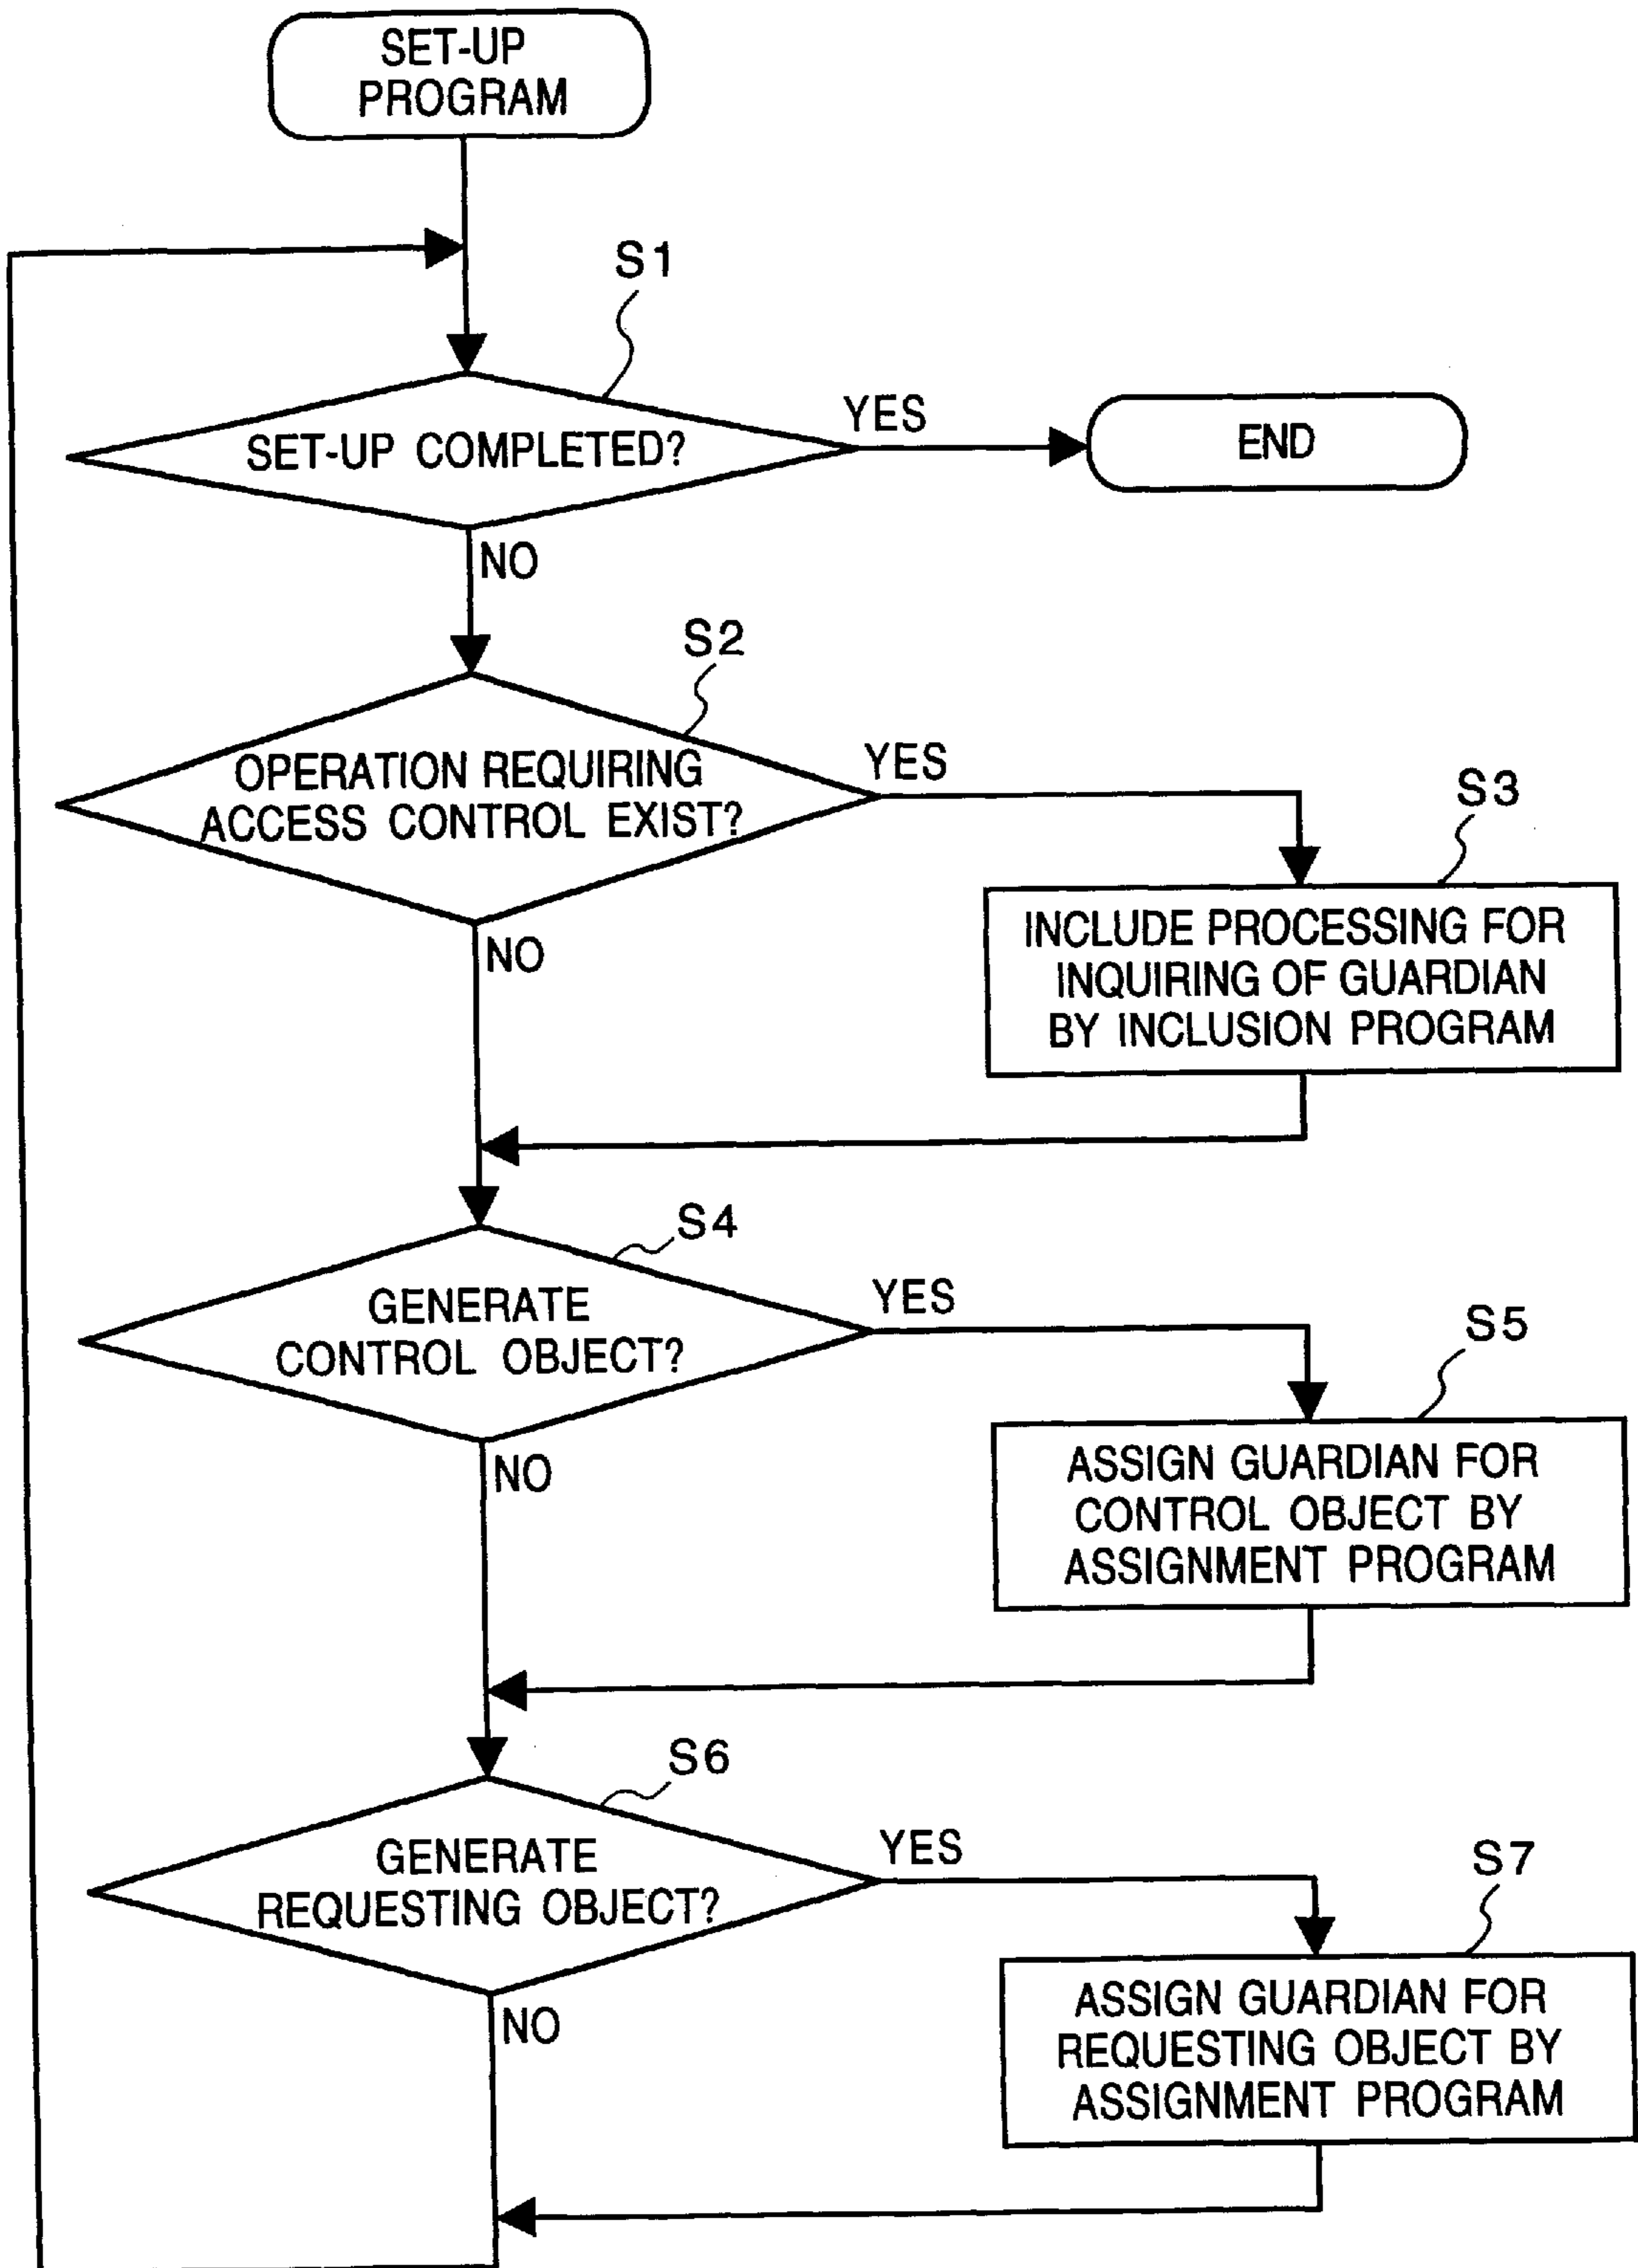 SET-UP
PROGRAM
S1
SET-UP COMPLETED?
YES
END
NO
S2
OPERATION REQUIRING
ACCESS CONTROL EXIST?
YES
S3
INCLUDE PROCESSING FOR
INQUIRING OF GUARDIAN
BY INCLUSION PROGRAM
NO
S4
GENERATE
CONTROL OBJECT?
YES
S5
ASSIGN GUARDIAN FOR
CONTROL OBJECT BY
ASSIGNMENT PROGRAM
NO
S6
GENERATE
REQUESTING OBJECT?
YES
S7
ASSIGN GUARDIAN FOR
REQUESTING OBJECT BY
ASSIGNMENT PROGRAM
NO